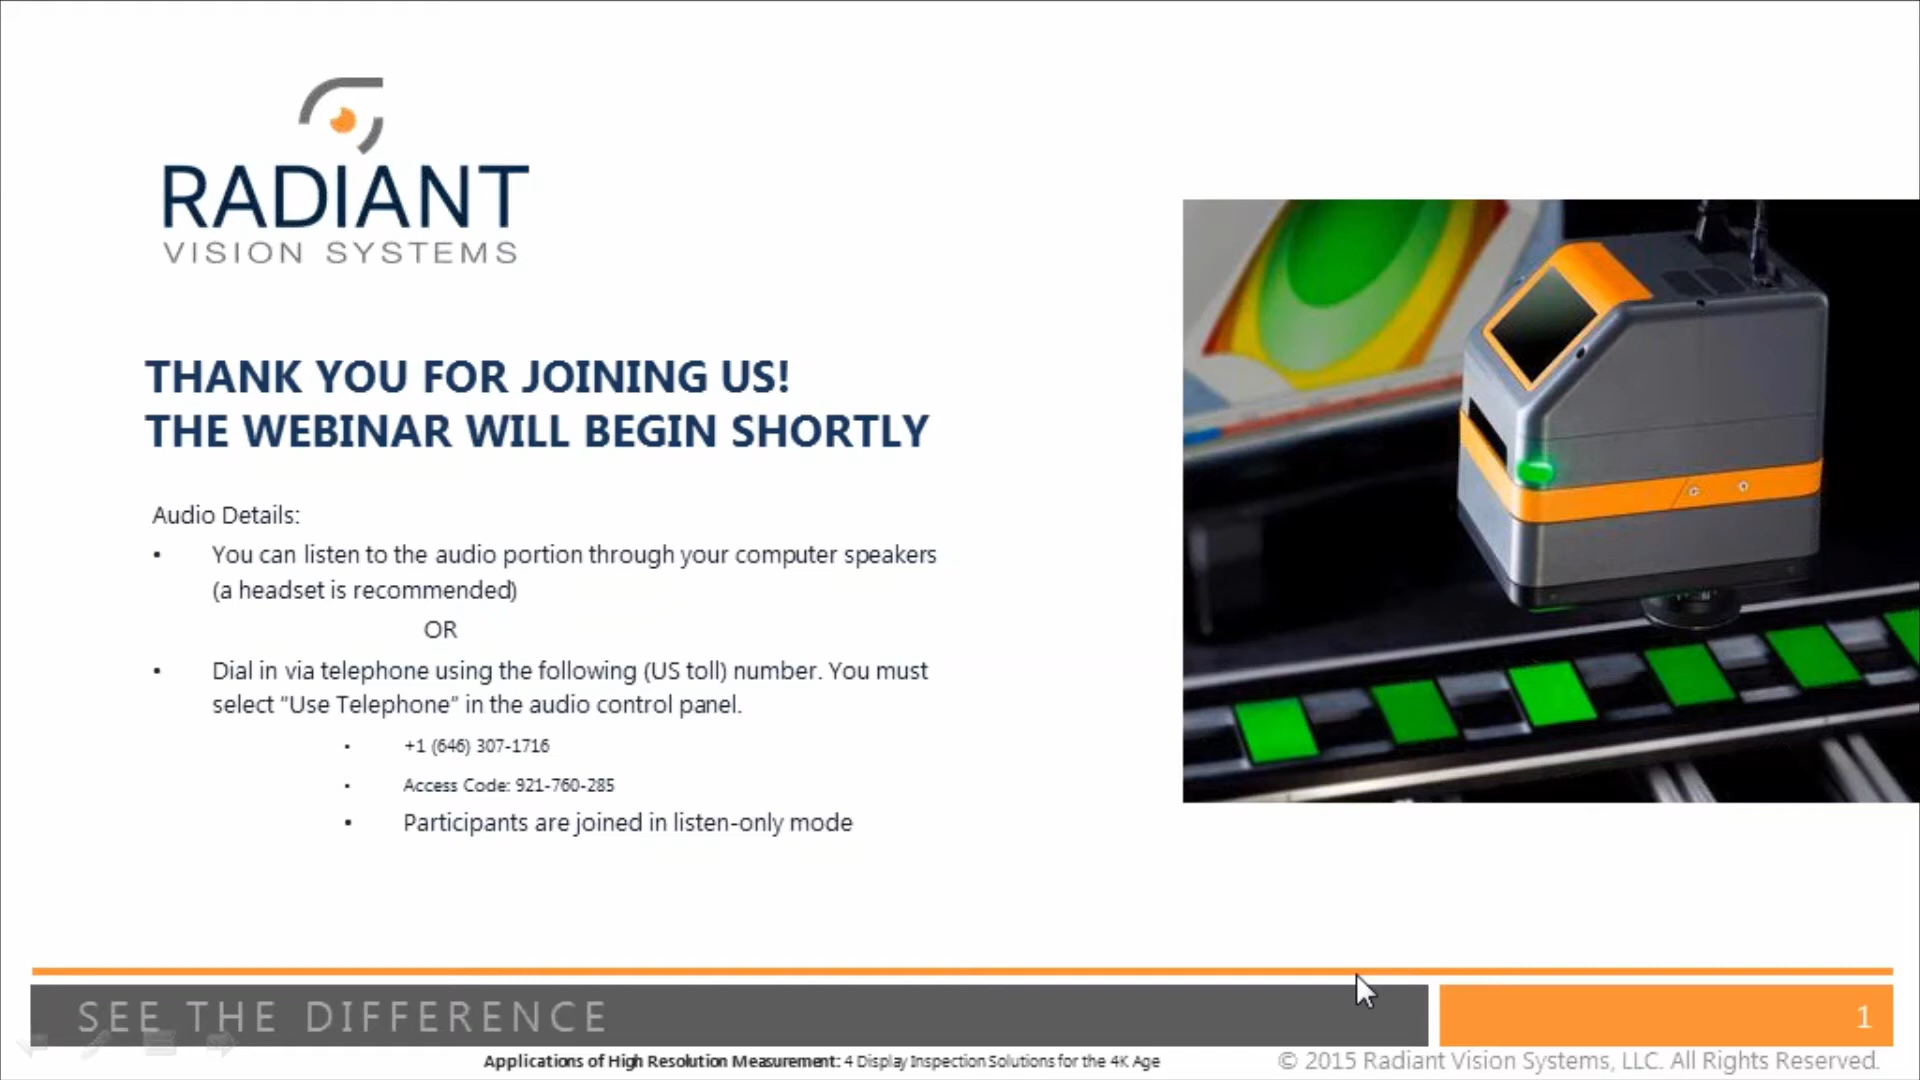 RADIANT
VISION SYSTEMS
THANK YOU FOR JOINING US!
THE WEBINAR WILL BEGIN SHORTLY
Audio Details:
• You can listen to the audio portion through your computer speakers
(a headset is recommended)
OR
• Dial in via telephone using the following (US toll) number. You must
select "Use Telephone" in the audio control panel.
• +1 (646) 307-1716
• Access Code: 921-760-285
• Participants are joined in listen-only mode
SEE THE DIFFERENCE
1
Applications of High Resolution Measurement: 4 Display Inspection Solutions for the 4K Age
© 2015 Radiant Vision Systems, LLC. All Rights Reserved.